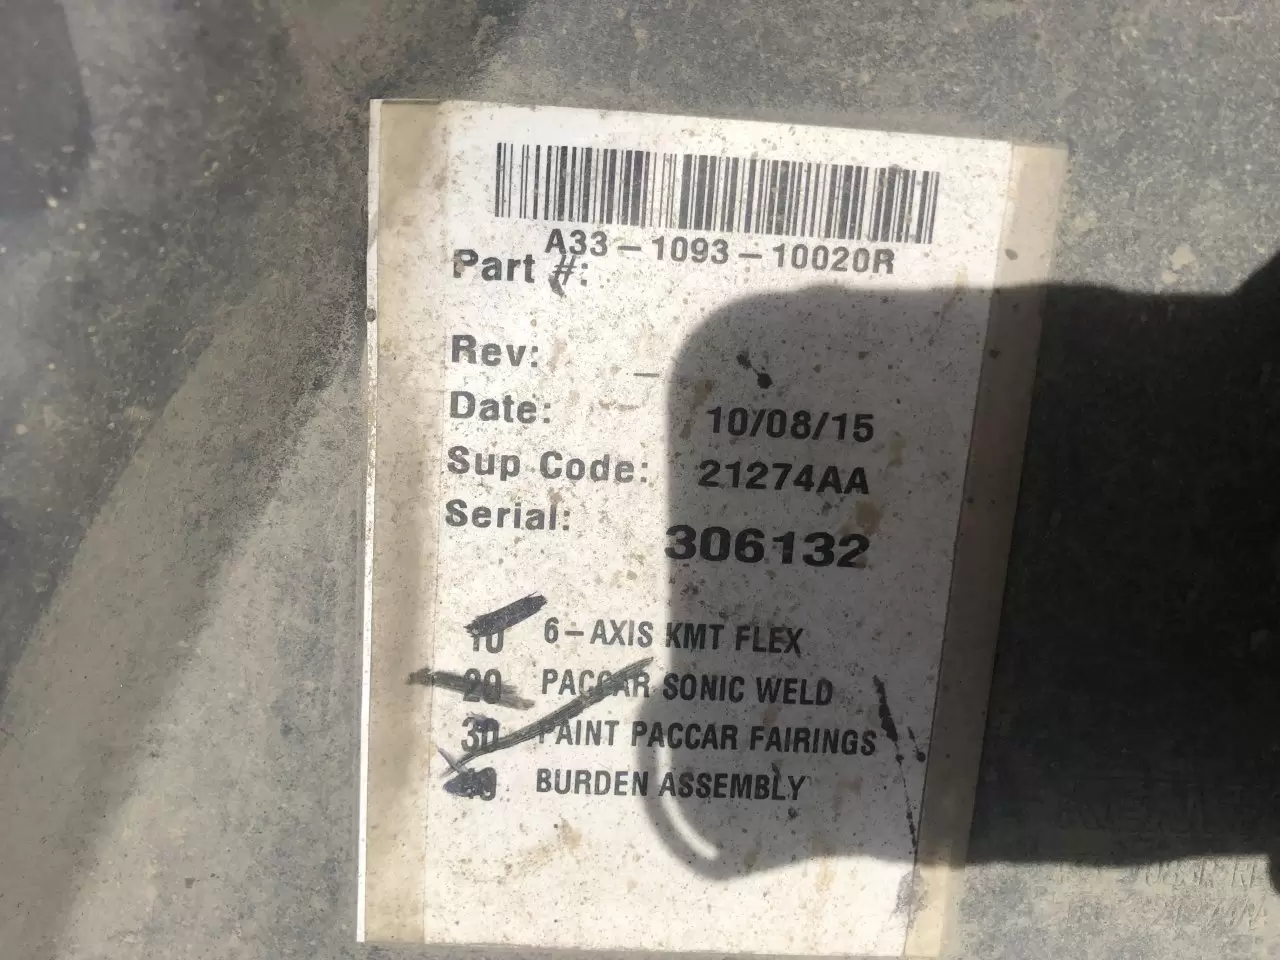 A33-1093-10020R
Part #:
Rev: _
Date: 10/08/15
Sup Code: 21274AA
Serial: 306132
10 6-AXIS KMT FLEX
20 PACCAR SONIC WELD
30 PAINT PACCAR FAIRINGS
40 BURDEN ASSEMBLY